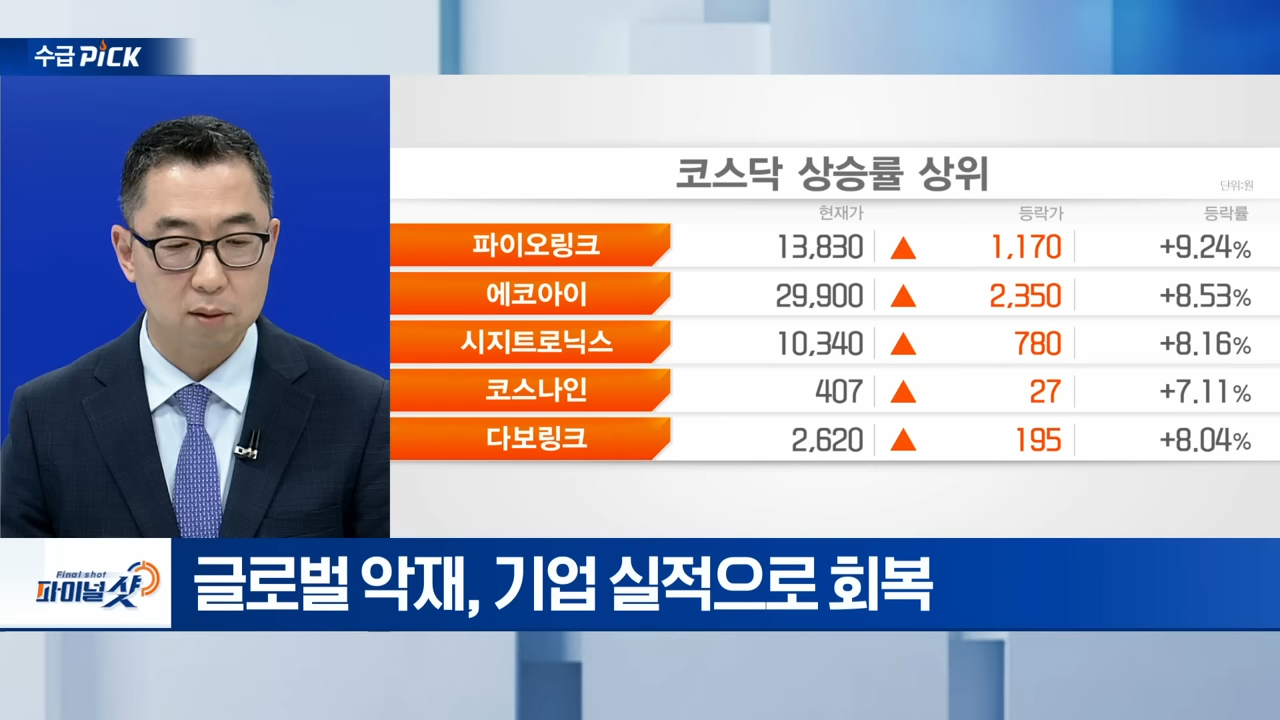 수급 PiCK
코스닥 상승률 상위
단위:원
현재가 등락가 등락률
파이오링크 13,830 ▲ 1,170 +9.24%
에코아이 29,900 ▲ 2,350 +8.53%
시지트로닉스 10,340 ▲ 780 +8.16%
코스나인 407 ▲ 27 +7.11%
다보링크 2,620 ▲ 195 +8.04%
Final shot
파이널샷
글로벌 악재, 기업 실적으로 회복